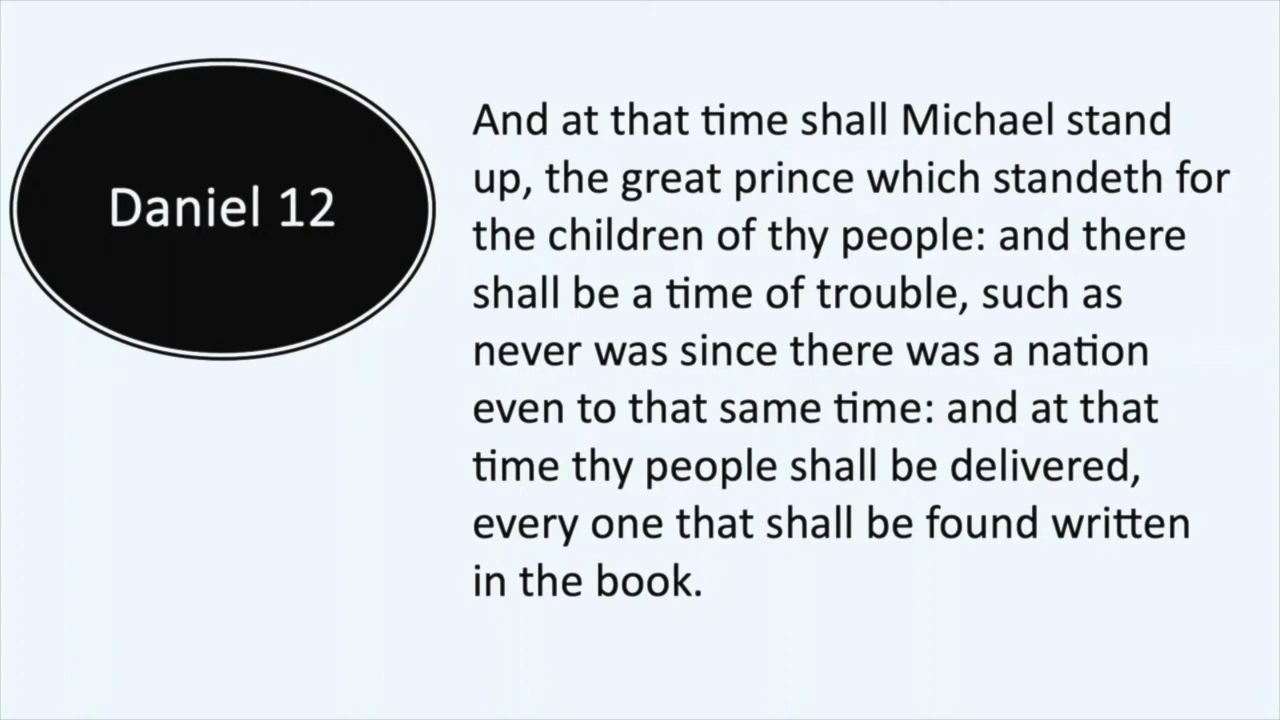 Daniel 12
And at that time shall Michael stand
up, the great prince which standeth for
the children of thy people: and there
shall be a time of trouble, such as
never was since there was a nation
even to that same time: and at that
time thy people shall be delivered,
every one that shall be found written
in the book.